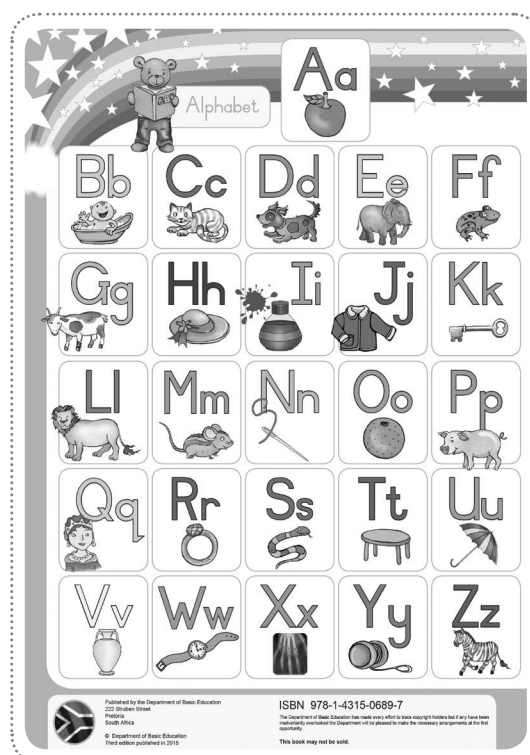 Alphabet
Aa
Bb Cc Dd Ee Ff
Gg Hh Ii Jj Kk
Ll Mm Nn Oo Pp
Qq Rr Ss Tt Uu
Vv Ww Xx Yy Zz
Published by the Department of Basic Education
222 Struben Street
Pretoria
South Africa
© Department of Basic Education
Third edition published in 2015
ISBN 978-1-4315-0689-7
The Department of Basic Education has made every effort to trace copyright holders but if any have been
inadvertently overlooked the Department will be pleased to make the necessary arrangements at the first
opportunity.
This book may not be sold.